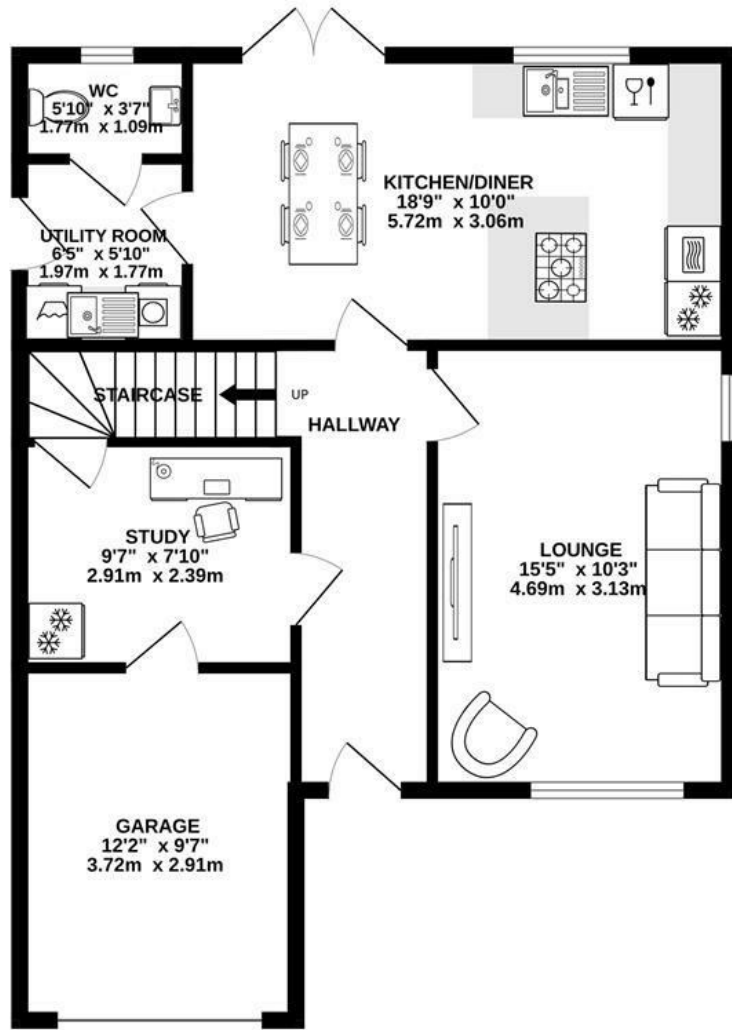 WC
5'10" x 3'7"
1.77m x 1.09m
KITCHEN/DINER
18'9" x 10'0"
5.72m x 3.06m
UTILITY ROOM
6'5" x 5'10"
1.97m x 1.77m
STAIRCASE
UP
HALLWAY
STUDY
9'7" x 7'10"
2.91m x 2.39m
LOUNGE
15'5" x 10'3"
4.69m x 3.13m
GARAGE
12'2" x 9'7"
3.72m x 2.91m